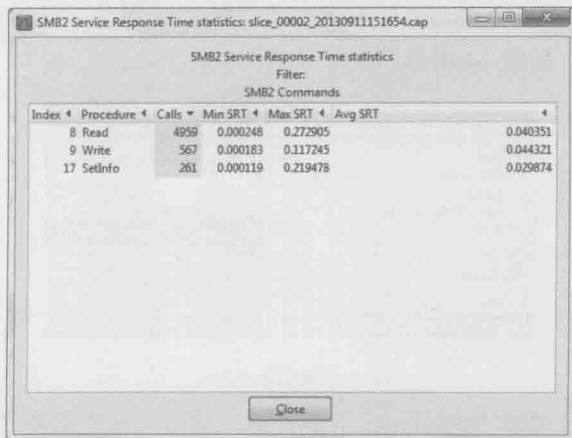 SMB2 Service Response Time statistics: slice_00002_20130911151654.cap
SMB2 Service Response Time statistics
Filter:
SMB2 Commands
Index Procedure Calls Min SRT Max SRT Avg SRT
8 Read 4959 0.000248 0.272905 0.040351
9 Write 567 0.000183 0.117245 0.044321
17 SetInfo 261 0.000119 0.219478 0.029874
Close